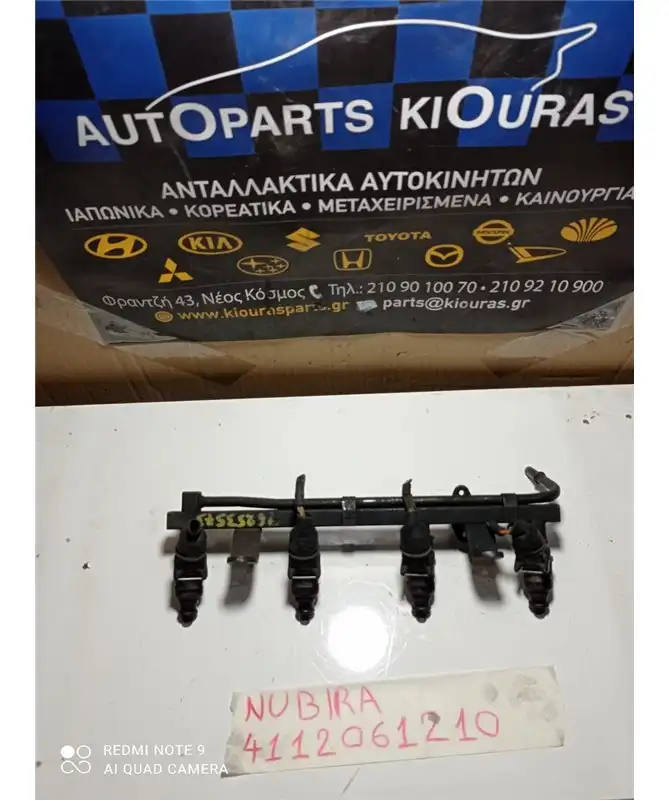 AUTOPARTS KIOURAS
ΑΝΤΑΛΛΑΚΤΙΚΑ ΑΥΤΟΚΙΝΗΤΩΝ
ΙΑΠΩΝΙΚΑ • ΚΟΡΕΑΤΙΚΑ • ΜΕΤΑΧΕΙΡΙΣΜΕΝΑ • ΚΑΙΝΟΥΡΓΙΑ
KIA TOYOTA NISSAN
Φραντζή 43, Νέος Κόσμος Τηλ.: 210 90 100 70 • 210 92 10 900
www.kiourasparts.gr parts@kiouras.gr
NUBIRA
4112061210
REDMI NOTE 9
AI QUAD CAMERA